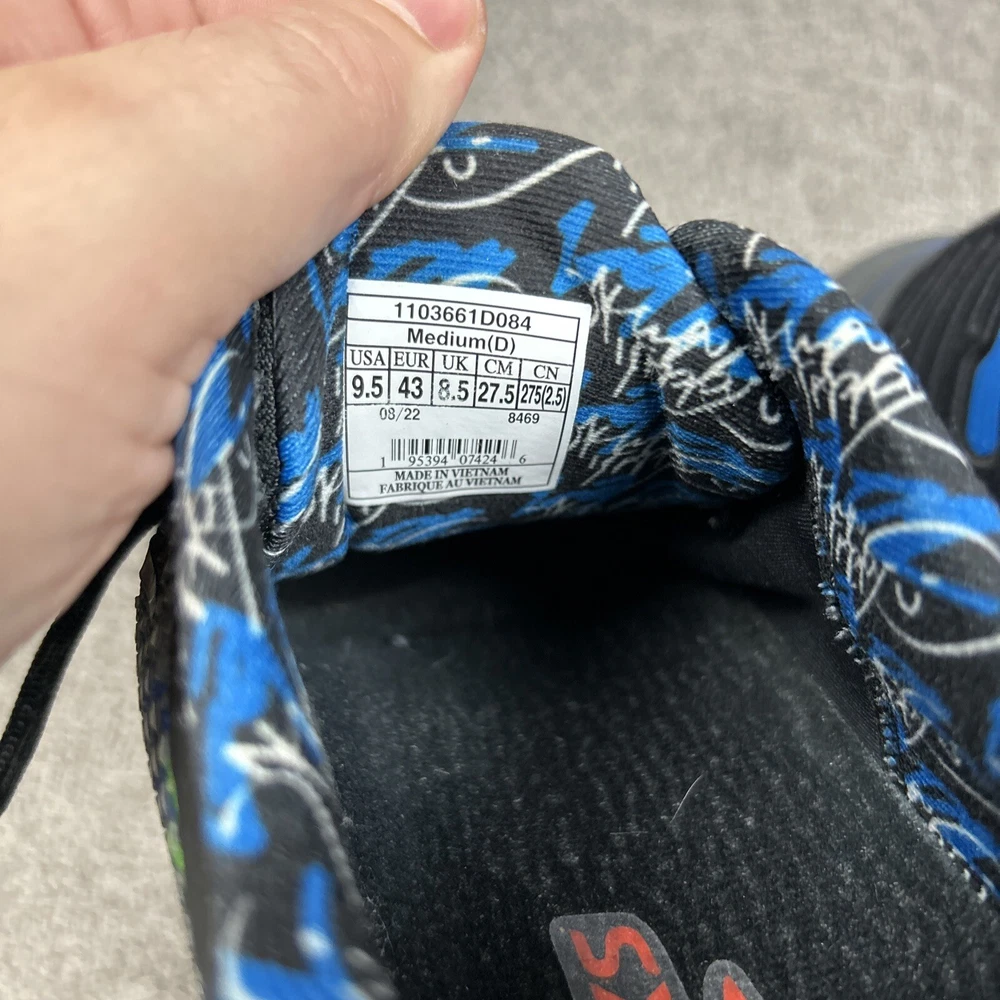 1103661D084
Medium(D)
USA EUR UK CM CN
9.5 43 8.5 27.5 275(2.5)
08/22 8469
1 95394 07424 6
MADE IN VIETNAM
FABRIQUE AU VIETNAM